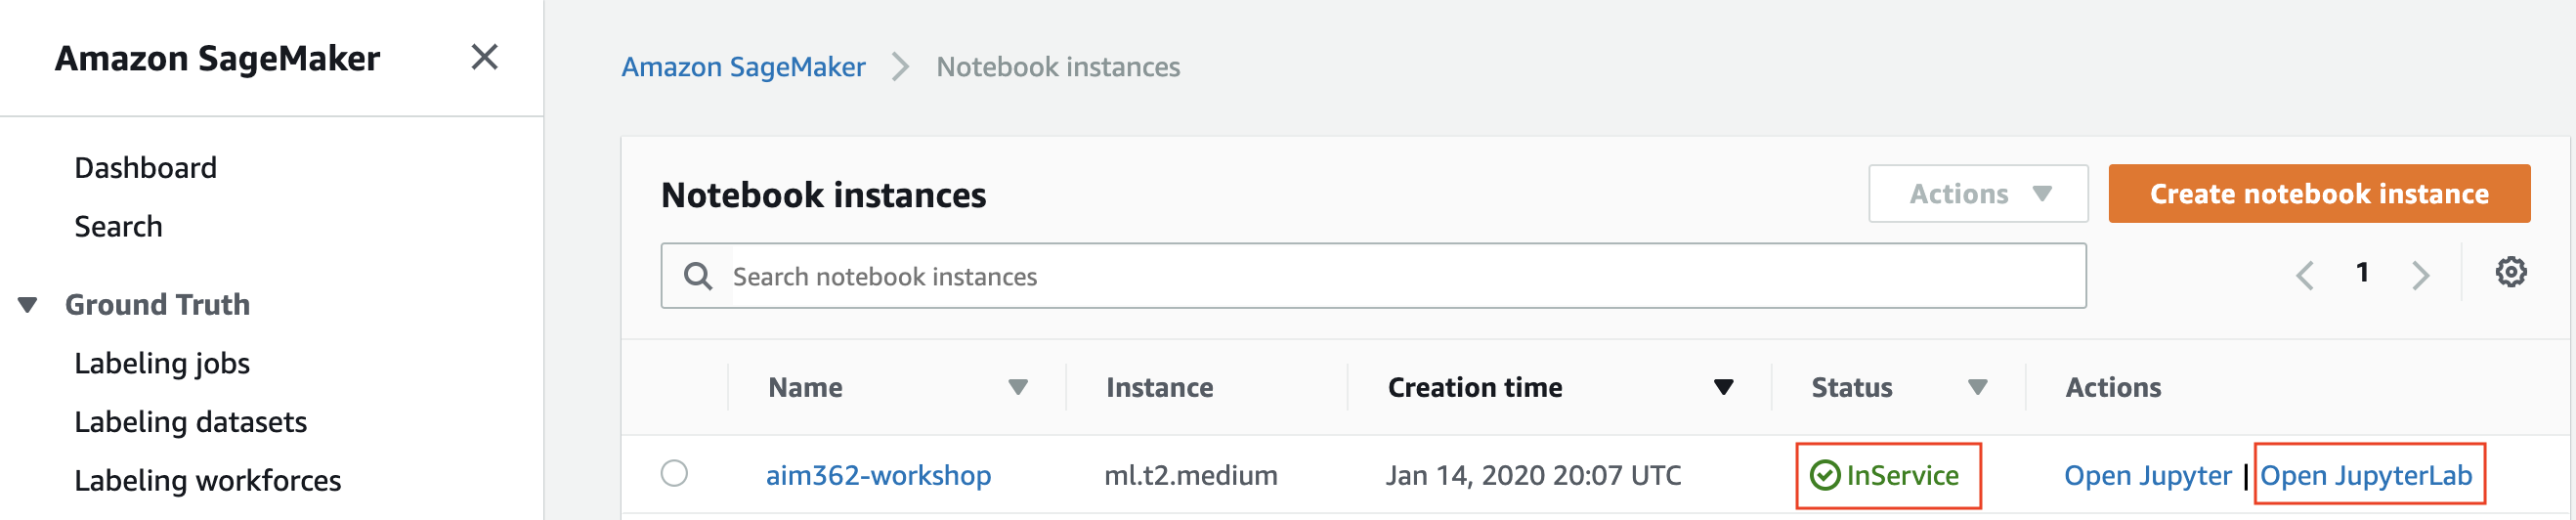 Amazon SageMaker
Dashboard
Search
Ground Truth
Labeling jobs
Labeling datasets
Labeling workforces
Amazon SageMaker Notebook instances
Notebook instances
Actions
Create notebook instance
Search notebook instances
1
Name Instance Creation time Status Actions
aim362-workshop ml.t2.medium Jan 14, 2020 20:07 UTC InService Open Jupyter | Open JupyterLab